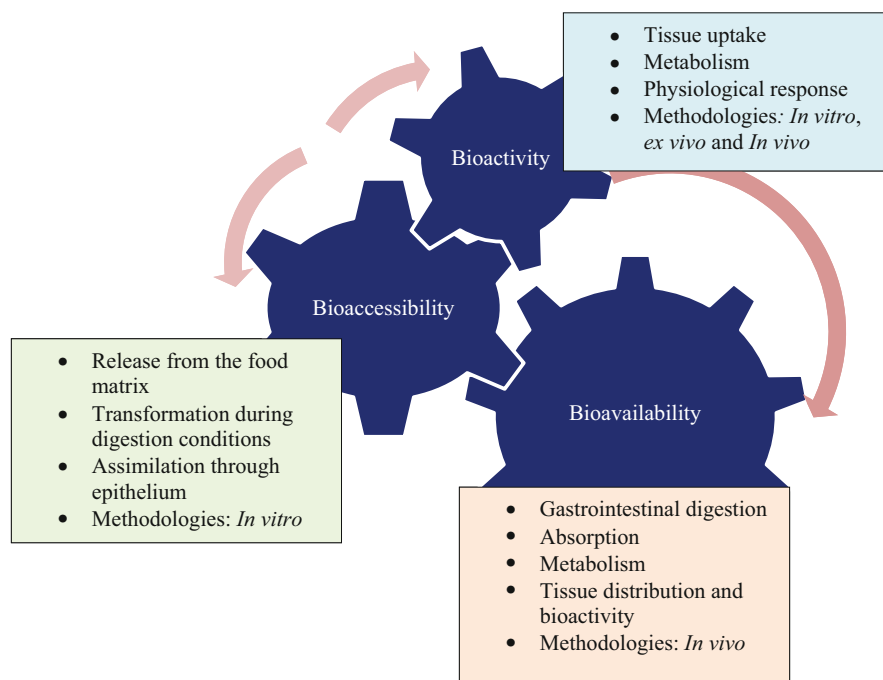 • Tissue uptake
• Metabolism
• Physiological response
• Methodologies: In vitro,
ex vivo and In vivo
Bioactivity
Bioaccessibility
• Release from the food
matrix
• Transformation during
digestion conditions
• Assimilation through
epithelium
• Methodologies: In vitro
Bioavailability
• Gastrointestinal digestion
• Absorption
• Metabolism
• Tissue distribution and
bioactivity
• Methodologies: In vivo